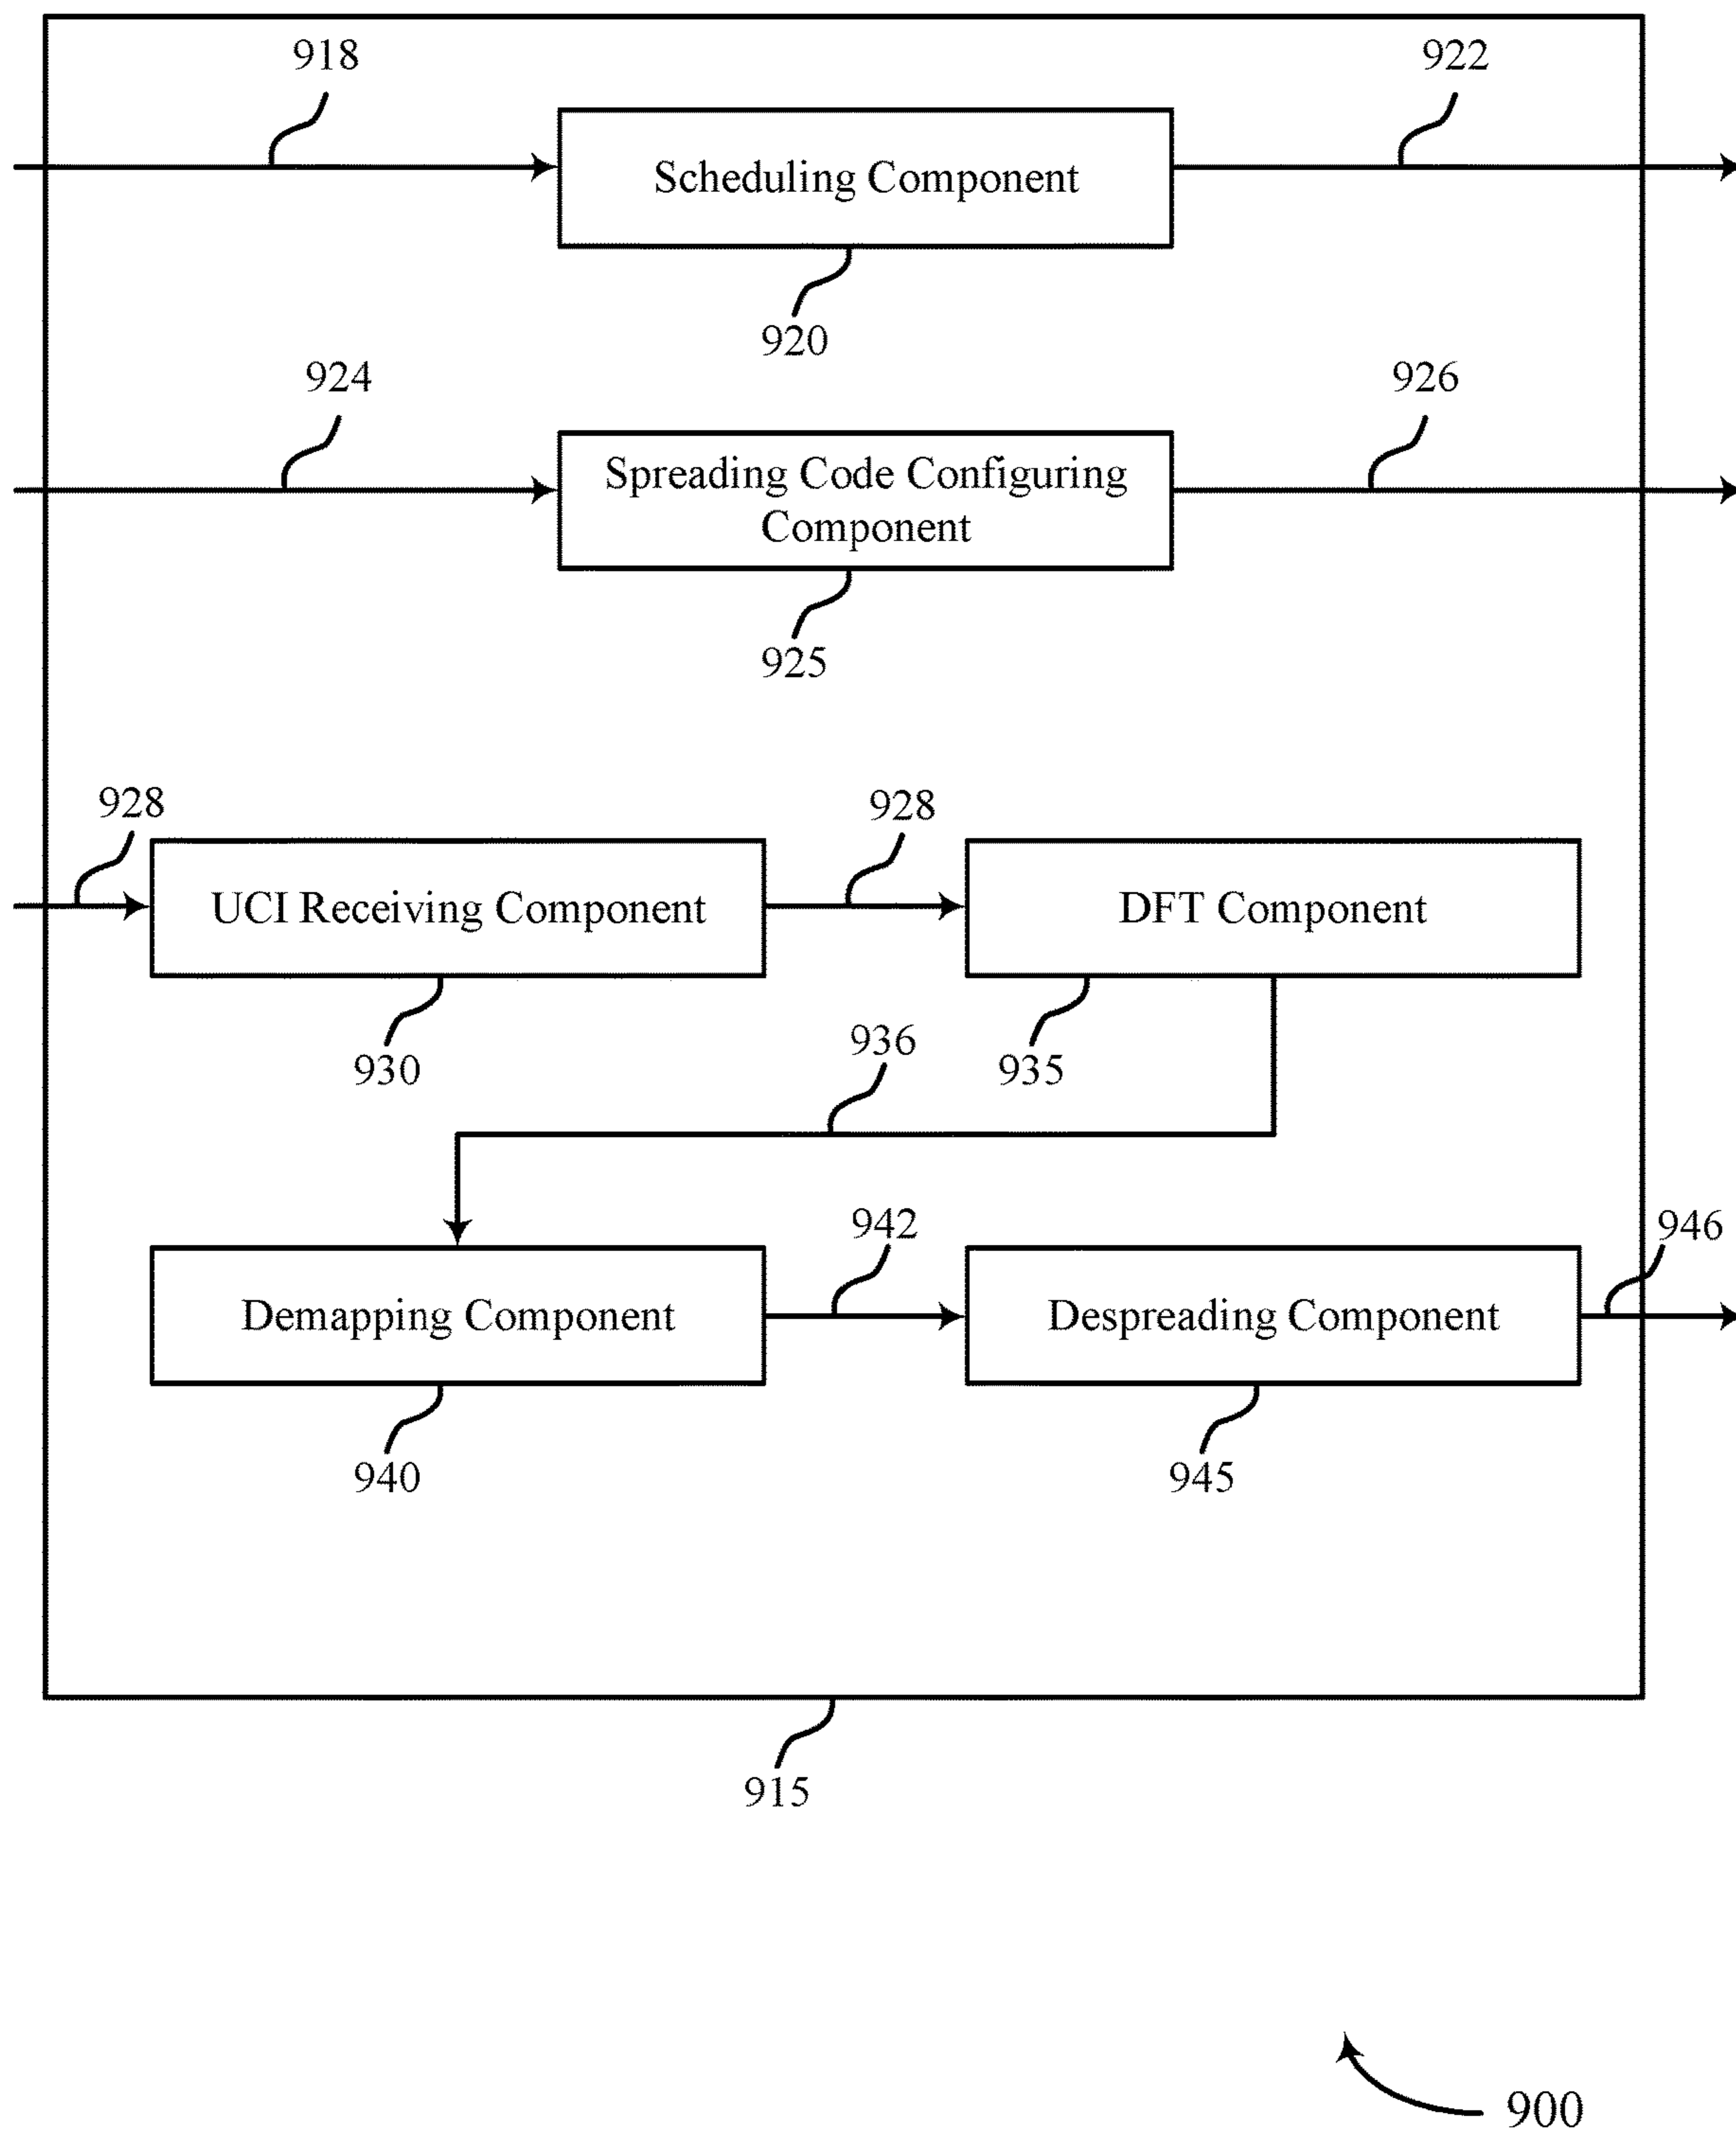 918
922
Scheduling Component
920
924
926
Spreading Code Configuring
Component
925
928
928
UCI Receiving Component
DFT Component
930
936
935
942
946
Demapping Component
Despreading Component
940
945
915
900